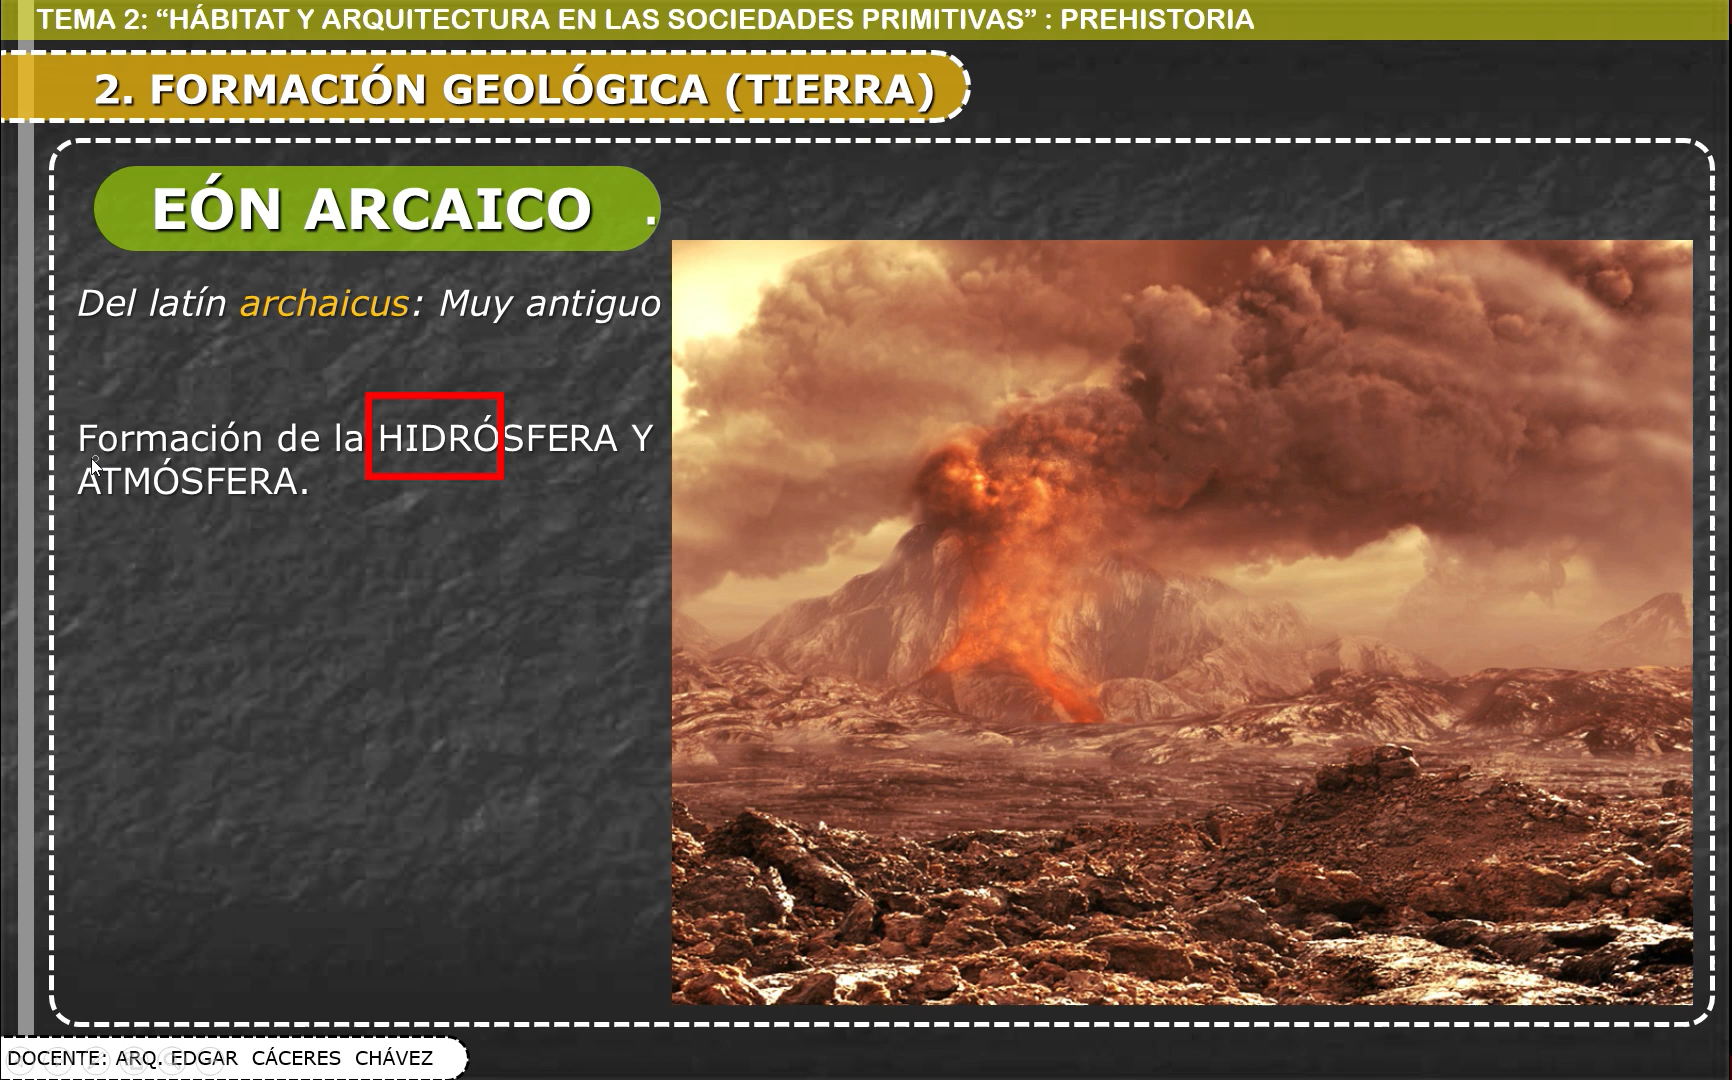 TEMA 2: “HÁBITAT Y ARQUITECTURA EN LAS SOCIEDADES PRIMITIVAS” : PREHISTORIA
2. FORMACIÓN GEOLÓGICA (TIERRA)
EÓN ARCAICO .
Del latín archaicus: Muy antiguo
Formación de la HIDRÓSFERA Y
ATMÓSFERA.
DOCENTE: ARQ. EDGAR CÁCERES CHÁVEZ